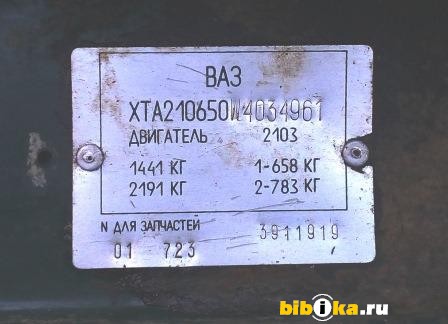 ВАЗ
XTA210650W4034961
ДВИГАТЕЛЬ 2103
1441 КГ 1-658 КГ
2191 КГ 2-783 КГ
N ДЛЯ ЗАПЧАСТЕЙ 3911919
01 723
bibika.ru